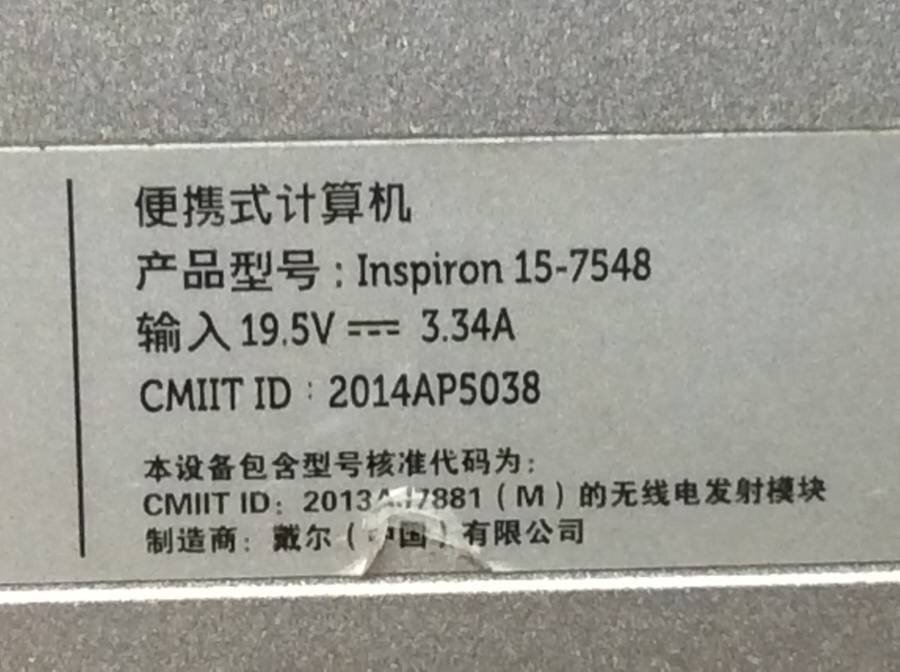 便携式计算机
产品型号：Inspiron 15-7548
输入 19.5V ⎓ 3.34A
CMIIT ID：2014AP5038
本设备包含型号核准代码为：
CMIIT ID： （M）的无线电发射模块
制造商：戴尔（中国）有限公司